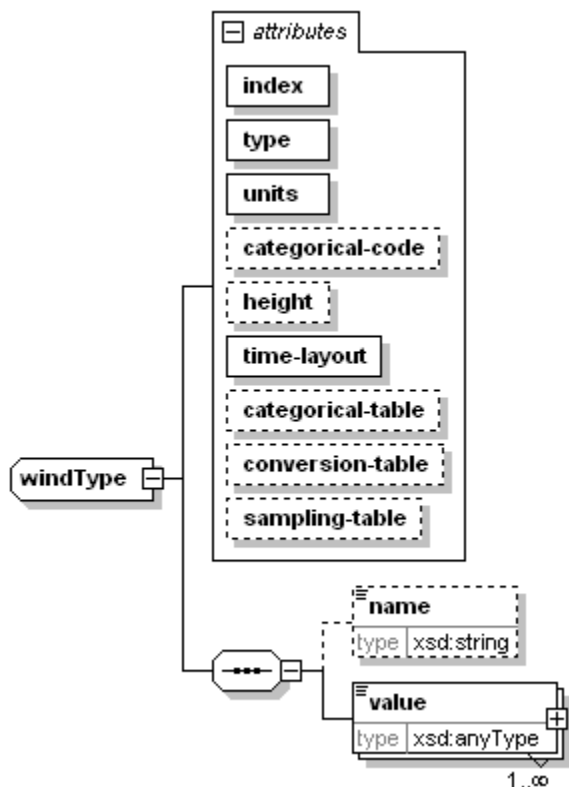 attributes
index
type
units
categorical-code
height
time-layout
categorical-table
conversion-table
sampling-table
windType
name
type xsd:string
value
type xsd:anyType
1..∞